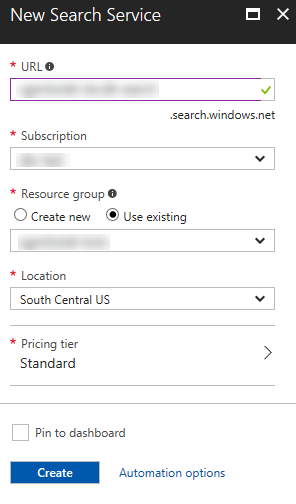 New Search Service
* URL
.search.windows.net
* Subscription
* Resource group
Create new Use existing
* Location
South Central US
* Pricing tier
Standard
Pin to dashboard
Create Automation options